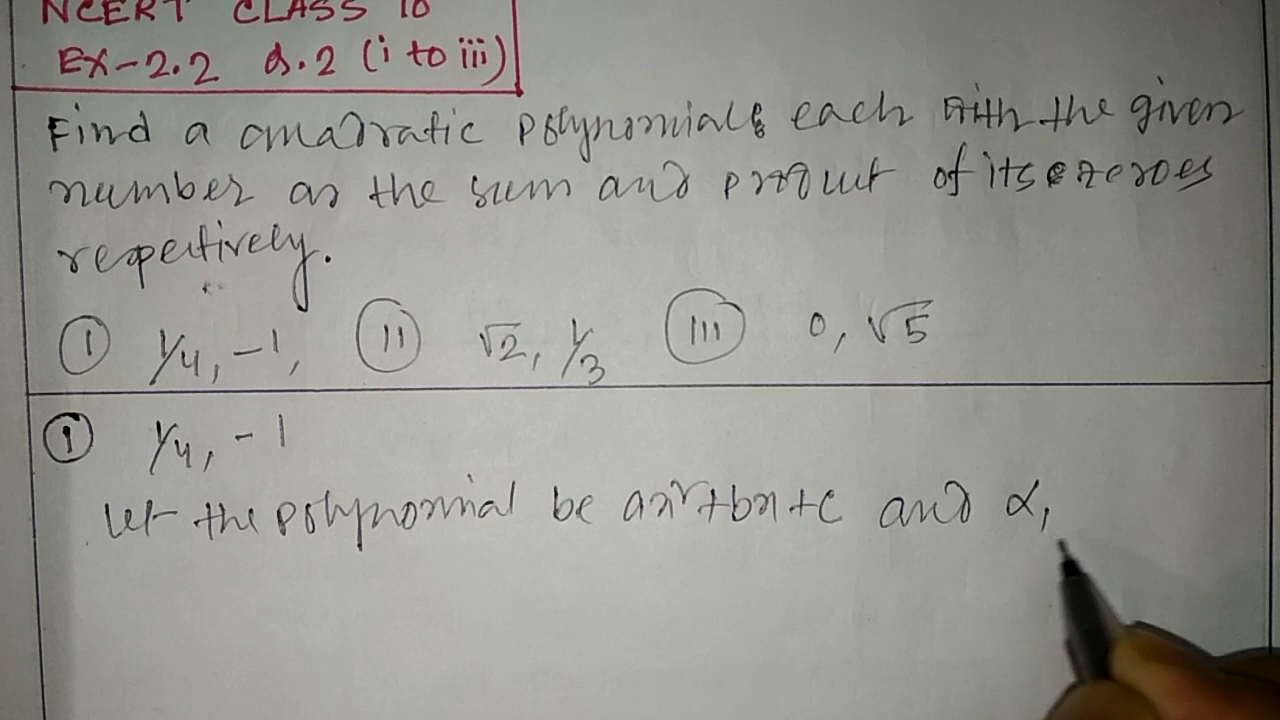 NCERT CLASS 10
EX-2.2 Q.2 (i to iii)
Find a quadratic polynomials each with the given
number as the sum and product of its zeroes
respectively.
(i) 1/4, -1, (ii) √2, 1/3 (iii) 0, √5
(i) 1/4, -1
Let the polynomial be ax²+bx+c and α,